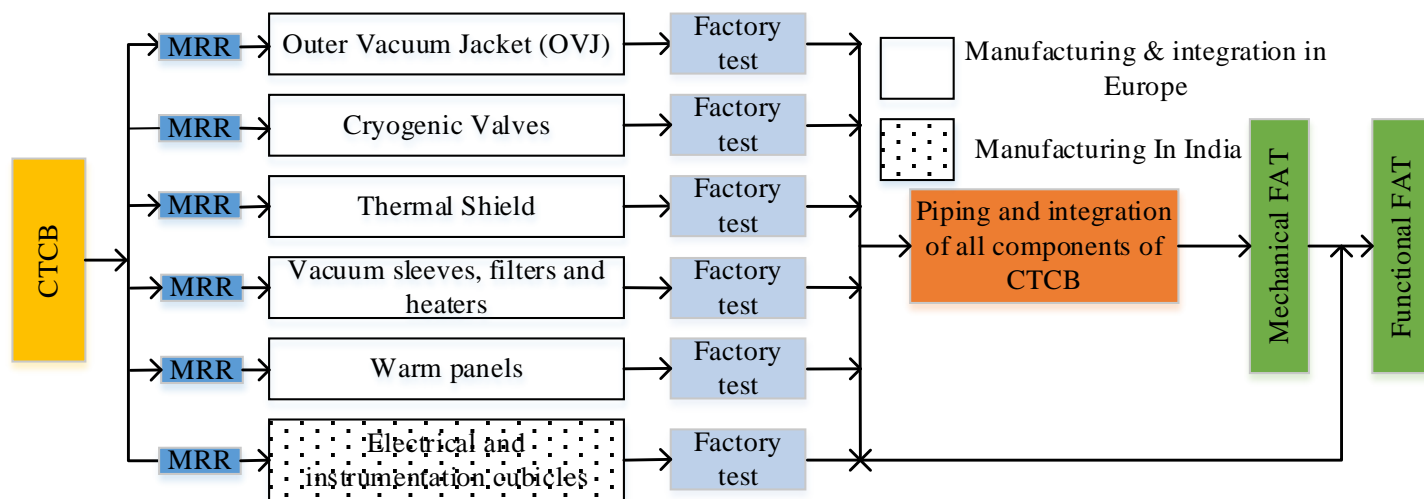 CTCB
MRR
Outer Vacuum Jacket (OVJ)
Factory
test
MRR
Cryogenic Valves
Factory
test
MRR
Thermal Shield
Factory
test
MRR
Vacuum sleeves, filters and
heaters
Factory
test
MRR
Warm panels
Factory
test
MRR
Electrical and
instrumentation cubicles
Factory
test
Manufacturing & integration in
Europe
Manufacturing In India
Piping and integration
of all components of
CTCB
Mechanical FAT
Functional FAT